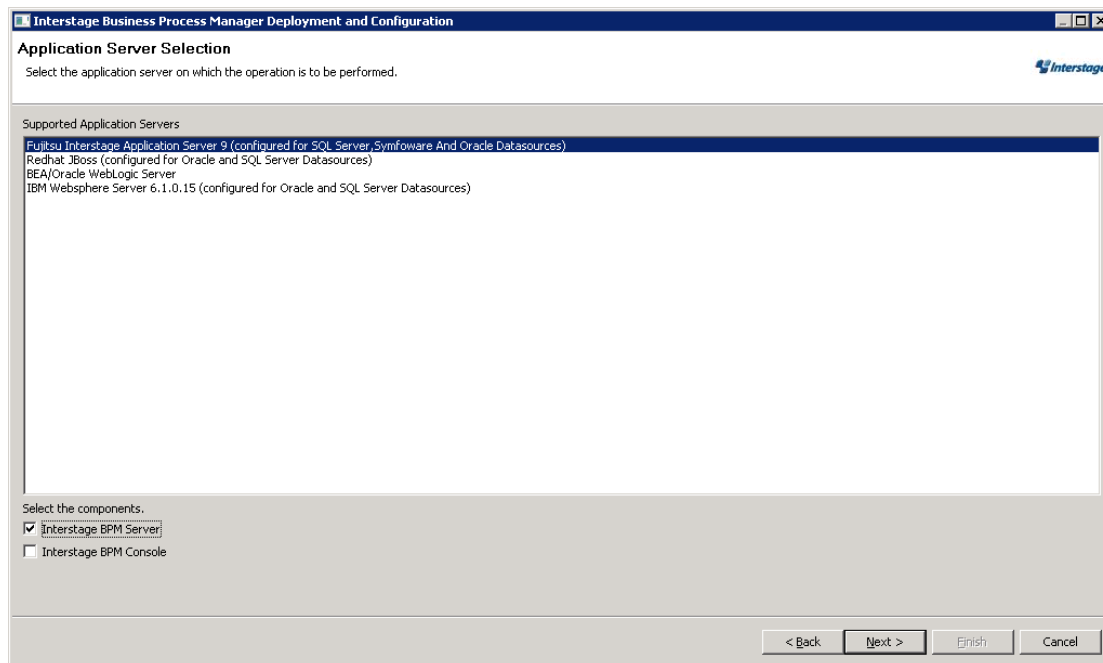 Interstage Business Process Manager Deployment and Configuration
Application Server Selection
Select the application server on which the operation is to be performed.
Interstage
Supported Application Servers
Fujitsu Interstage Application Server 9 (configured for SQL Server,Symfoware And Oracle Datasources)
Redhat JBoss (configured for Oracle and SQL Server Datasources)
BEA/Oracle WebLogic Server
IBM Websphere Server 6.1.0.15 (configured for Oracle and SQL Server Datasources)
Select the components.
Interstage BPM Server
Interstage BPM Console
< Back Next > Finish Cancel